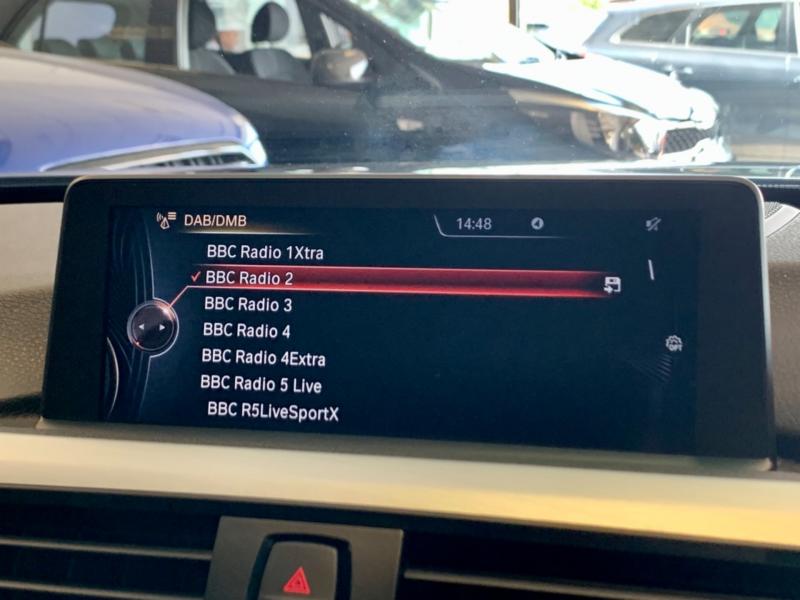 DAB/DMB
14:48
BBC Radio 1Xtra
BBC Radio 2
BBC Radio 3
BBC Radio 4
BBC Radio 4Extra
BBC Radio 5 Live
BBC R5LiveSportX
OPT